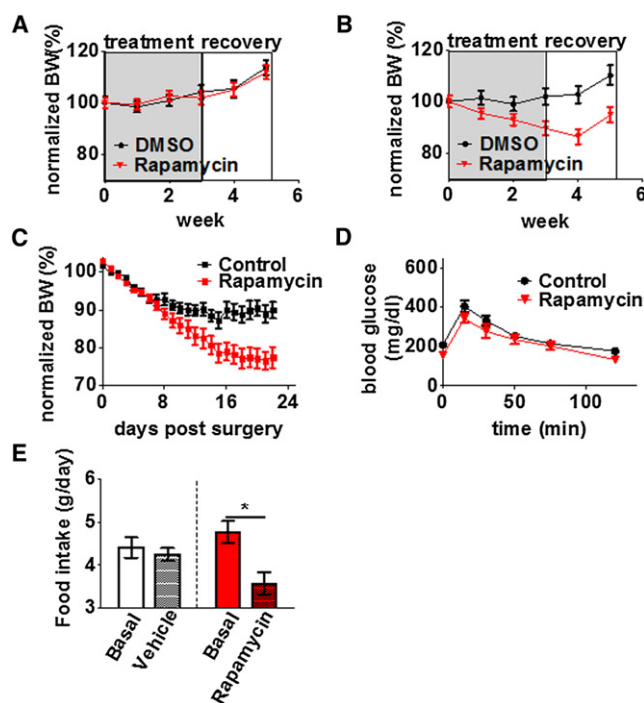 A
treatment recovery
normalized BW(%)
120
100
80
DMSO
Rapamycin
0 2 4 6
week
B
treatment recovery
normalized BW (%)
120
100
80
DMSO
Rapamycin
0 2 4 6
week
C
normalized BW (%)
100
90
80
70
Control
Rapamycin
0 8 16 24
days post surgery
D
blood glucose
(mg/dl)
600
400
200
0
Control
Rapamycin
0 50 100
time (min)
E
Food intake (g/day)
6
5
4
3
*
Basal
Vehicle
Basal
Rapamycin